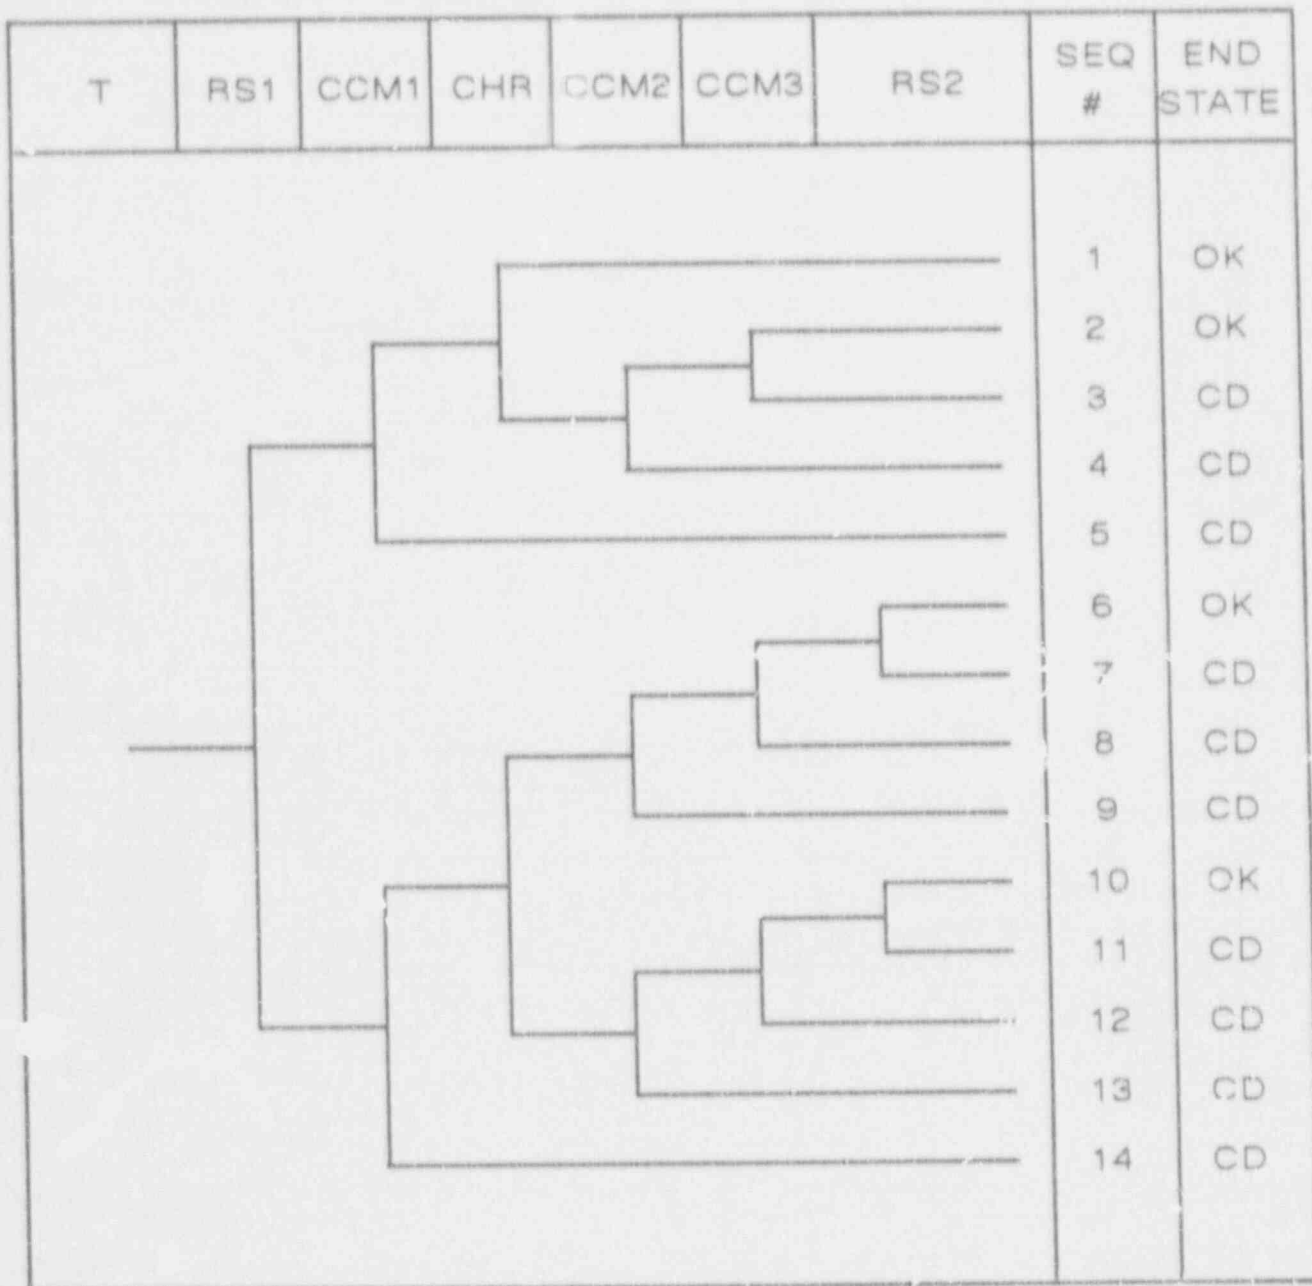 T RS1 CCM1 CHR CCM2 CCM3 RS2 SEQ # END STATE
1 OK
2 OK
3 CD
4 CD
5 CD
6 OK
7 CD
8 CD
9 CD
10 OK
11 CD
12 CD
13 CD
14 CD